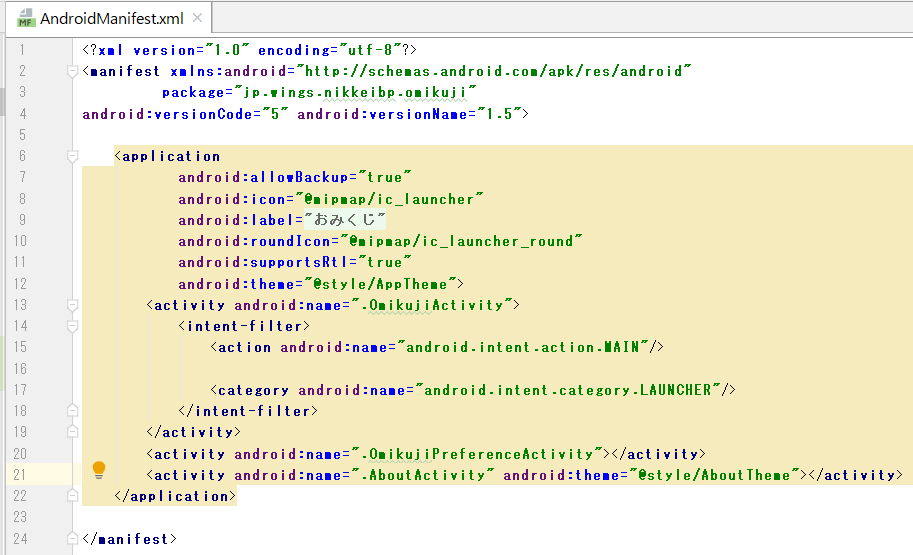 MF AndroidManifest.xml ×
1 <?xml version="1.0" encoding="utf-8"?>
2 <manifest xmlns:android="http://schemas.android.com/apk/res/android"
3 package="jp.wings.nikkeibp.omikuji"
4 android:versionCode="5" android:versionName="1.5">
5
6 <application
7 android:allowBackup="true"
8 android:icon="@mipmap/ic_launcher"
9 android:label="おみくじ"
10 android:roundIcon="@mipmap/ic_launcher_round"
11 android:supportsRtl="true"
12 android:theme="@style/AppTheme">
13 <activity android:name=".OmikujiActivity">
14 <intent-filter>
15 <action android:name="android.intent.action.MAIN"/>
16
17 <category android:name="android.intent.category.LAUNCHER"/>
18 </intent-filter>
19 </activity>
20 <activity android:name=".OmikujiPreferenceActivity"></activity>
21 <activity android:name=".AboutActivity" android:theme="@style/AboutTheme"></activity>
22 </application>
23
24 </manifest>